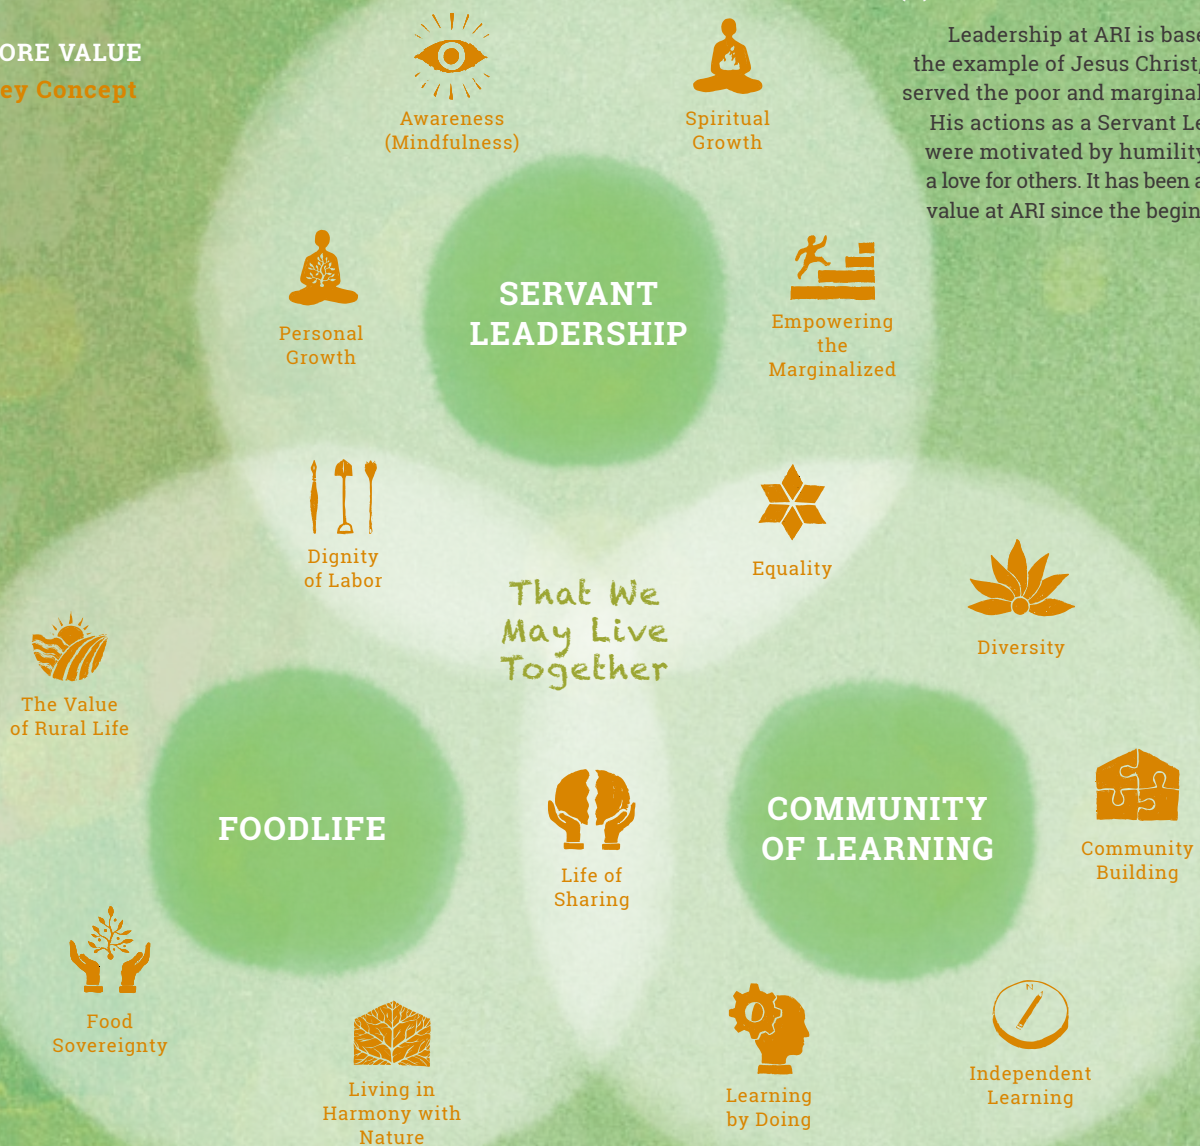 ORE VALUE
ey Concept
Leadership at ARI is base
the example of Jesus Christ,
served the poor and marginal
His actions as a Servant Le
were motivated by humility
a love for others. It has been a
value at ARI since the begin
Awareness
(Mindfulness)
Spiritual
Growth
Personal
Growth
SERVANT
LEADERSHIP
Empowering
the
Marginalized
Dignity
of Labor
Equality
That We
May Live
Together
Diversity
The Value
of Rural Life
FOODLIFE
COMMUNITY
OF LEARNING
Life of
Sharing
Community
Building
Food
Sovereignty
Living in
Harmony with
Nature
N
Learning
by Doing
Independent
Learning